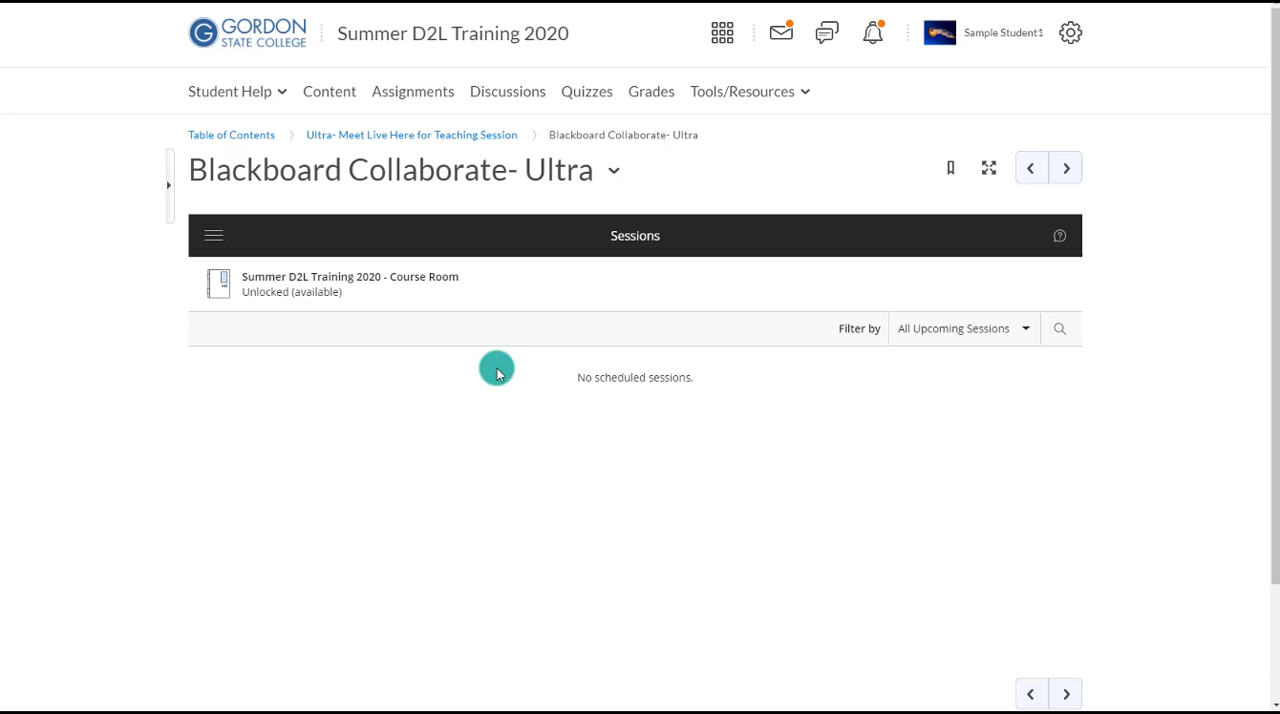 GORDON
STATE COLLEGE
Summer D2L Training 2020
Sample Student1
Student Help
Content
Assignments
Discussions
Quizzes
Grades
Tools/Resources
Table of Contents
Ultra- Meet Live Here for Teaching Session
Blackboard Collaborate- Ultra
Blackboard Collaborate- Ultra
Sessions
Summer D2L Training 2020 - Course Room
Unlocked (available)
Filter by
All Upcoming Sessions
No scheduled sessions.